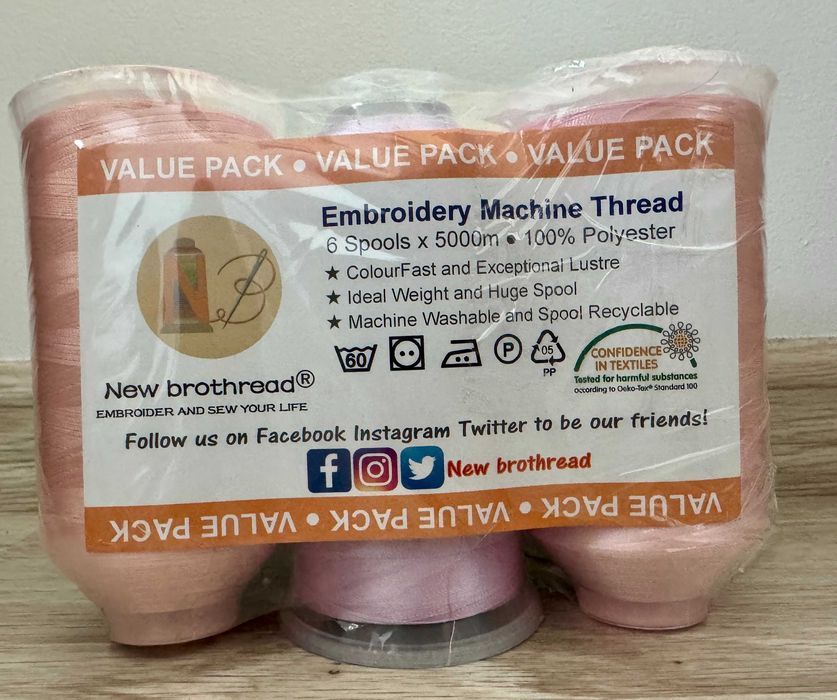 VALUE PACK • VALUE PACK • VALUE PACK
Embroidery Machine Thread
6 Spools x 5000m • 100% Polyester
★ ColourFast and Exceptional Lustre
★ Ideal Weight and Huge Spool
★ Machine Washable and Spool Recyclable
NB
New brothread®
EMBROIDER AND SEW YOUR LIFE
60
P
05
PP
CONFIDENCE
IN TEXTILES
Tested for harmful substances
according to Oeko-Tex® Standard 100
Follow us on Facebook Instagram Twitter to be our friends!
New brothread
VALUE PACK • VALUE PACK • VALUE PACK